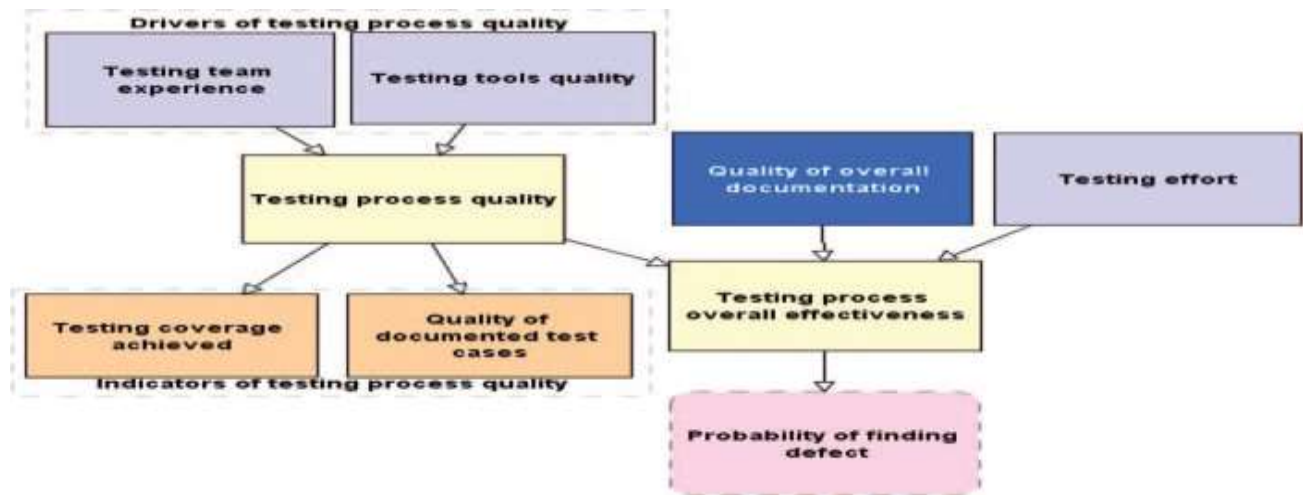 Drivers of testing process quality
Testing team
experience
Testing tools quality
Testing process quality
Quality of overall
documentation
Testing effort
Testing coverage
achieved
Quality of
documented test
cases
Indicators of testing process quality
Testing process
overall effectiveness
Probability of finding
defect